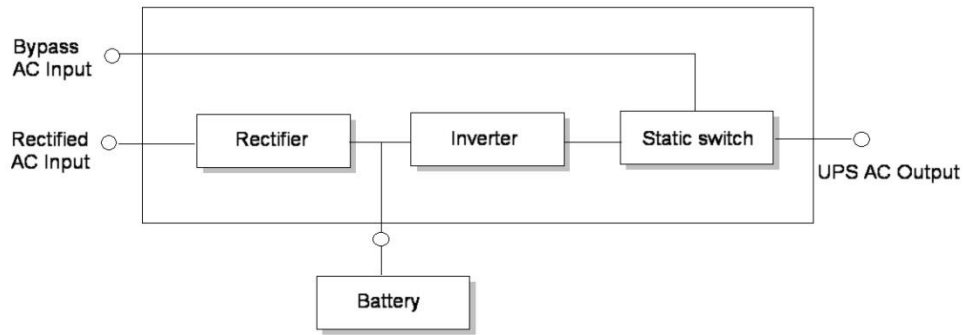 Bypass
AC Input
Rectified
AC Input
Rectifier
Inverter
Static switch
UPS AC Output
Battery